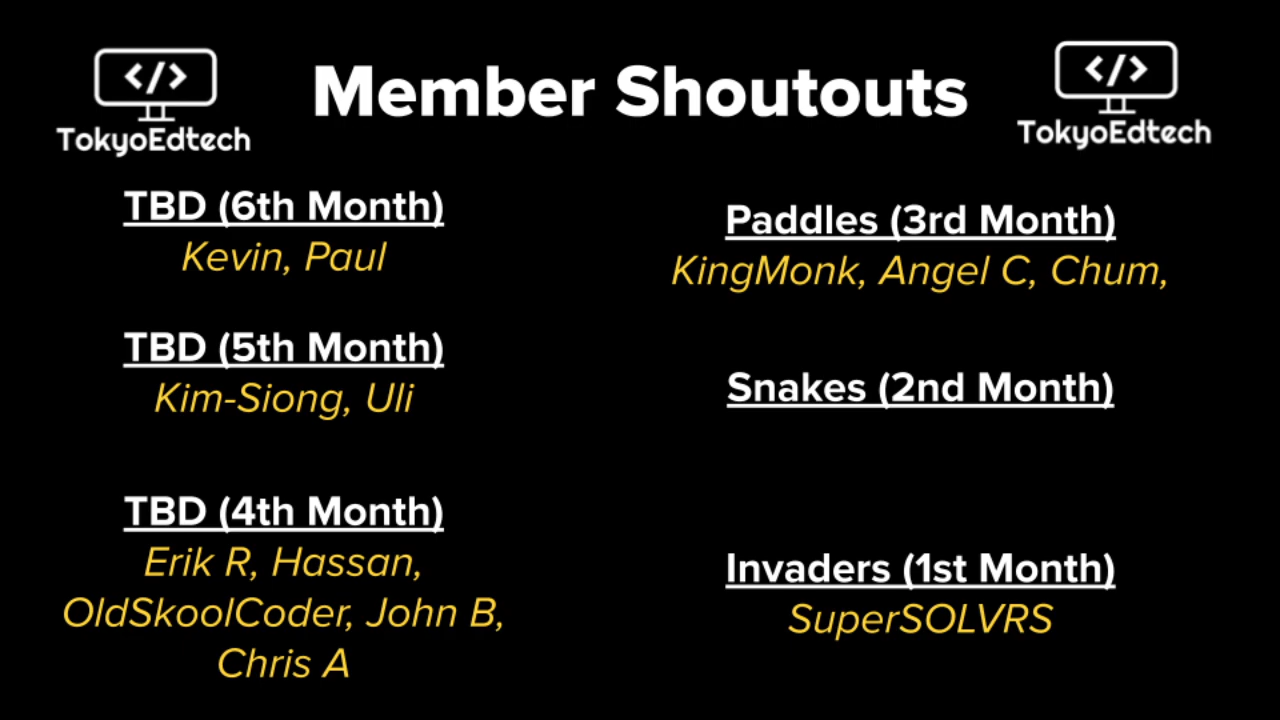 </>
TokyoEdtech
Member Shoutouts
</>
TokyoEdtech
TBD (6th Month)
Kevin, Paul
TBD (5th Month)
Kim-Siong, Uli
TBD (4th Month)
Erik R, Hassan,
OldSkoolCoder, John B,
Chris A
Paddles (3rd Month)
KingMonk, Angel C, Chum,
Snakes (2nd Month)
Invaders (1st Month)
SuperSOLVRS